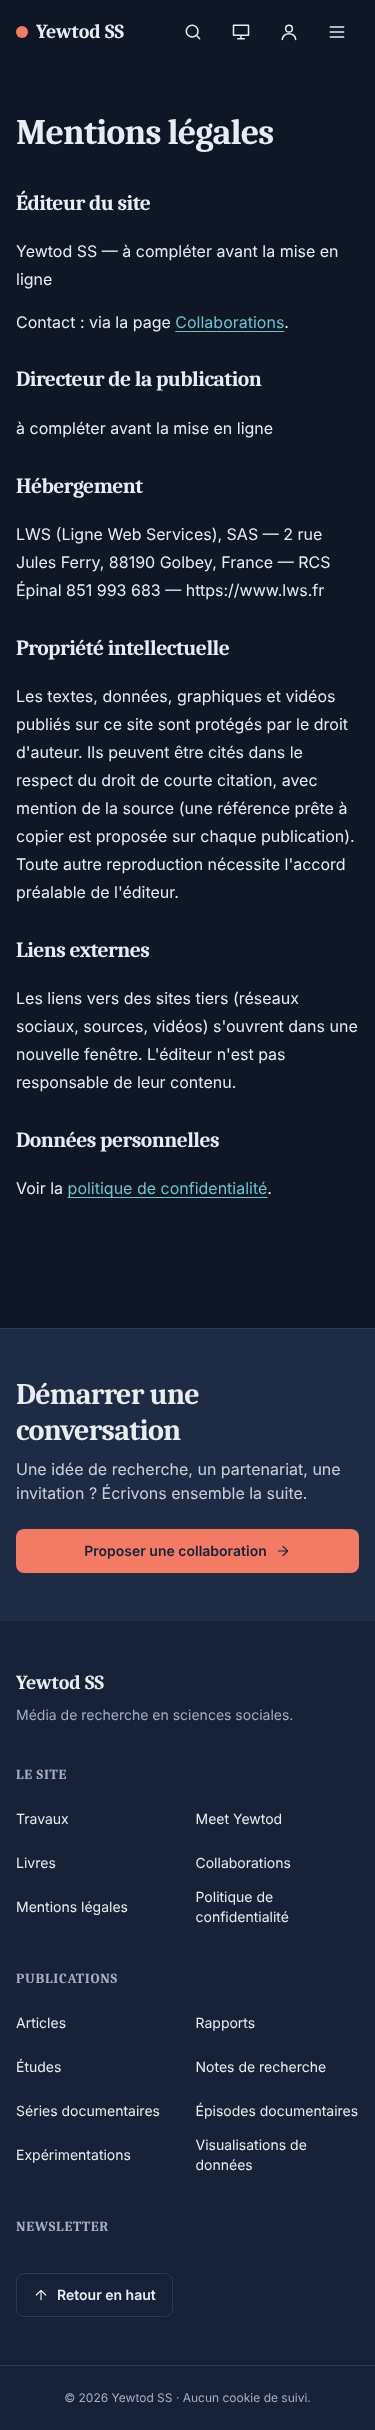 Yewtod SS
Mentions légales
Éditeur du site
Yewtod SS — à compléter avant la mise en
ligne
Contact : via la page Collaborations.
Directeur de la publication
à compléter avant la mise en ligne
Hébergement
LWS (Ligne Web Services), SAS — 2 rue
Jules Ferry, 88190 Golbey, France — RCS
Épinal 851 993 683 — https://www.lws.fr
Propriété intellectuelle
Les textes, données, graphiques et vidéos
publiés sur ce site sont protégés par le droit
d'auteur. Ils peuvent être cités dans le
respect du droit de courte citation, avec
mention de la source (une référence prête à
copier est proposée sur chaque publication).
Toute autre reproduction nécessite l'accord
préalable de l'éditeur.
Liens externes
Les liens vers des sites tiers (réseaux
sociaux, sources, vidéos) s'ouvrent dans une
nouvelle fenêtre. L'éditeur n'est pas
responsable de leur contenu.
Données personnelles
Voir la politique de confidentialité.
Démarrer une
conversation
Une idée de recherche, un partenariat, une
invitation ? Écrivons ensemble la suite.
Proposer une collaboration →
Yewtod SS
Média de recherche en sciences sociales.
LE SITE
Travaux
Meet Yewtod
Livres
Collaborations
Mentions légales
Politique de
confidentialité
PUBLICATIONS
Articles
Rapports
Études
Notes de recherche
Séries documentaires
Épisodes documentaires
Expérimentations
Visualisations de
données
NEWSLETTER
↑ Retour en haut
© 2026 Yewtod SS · Aucun cookie de suivi.